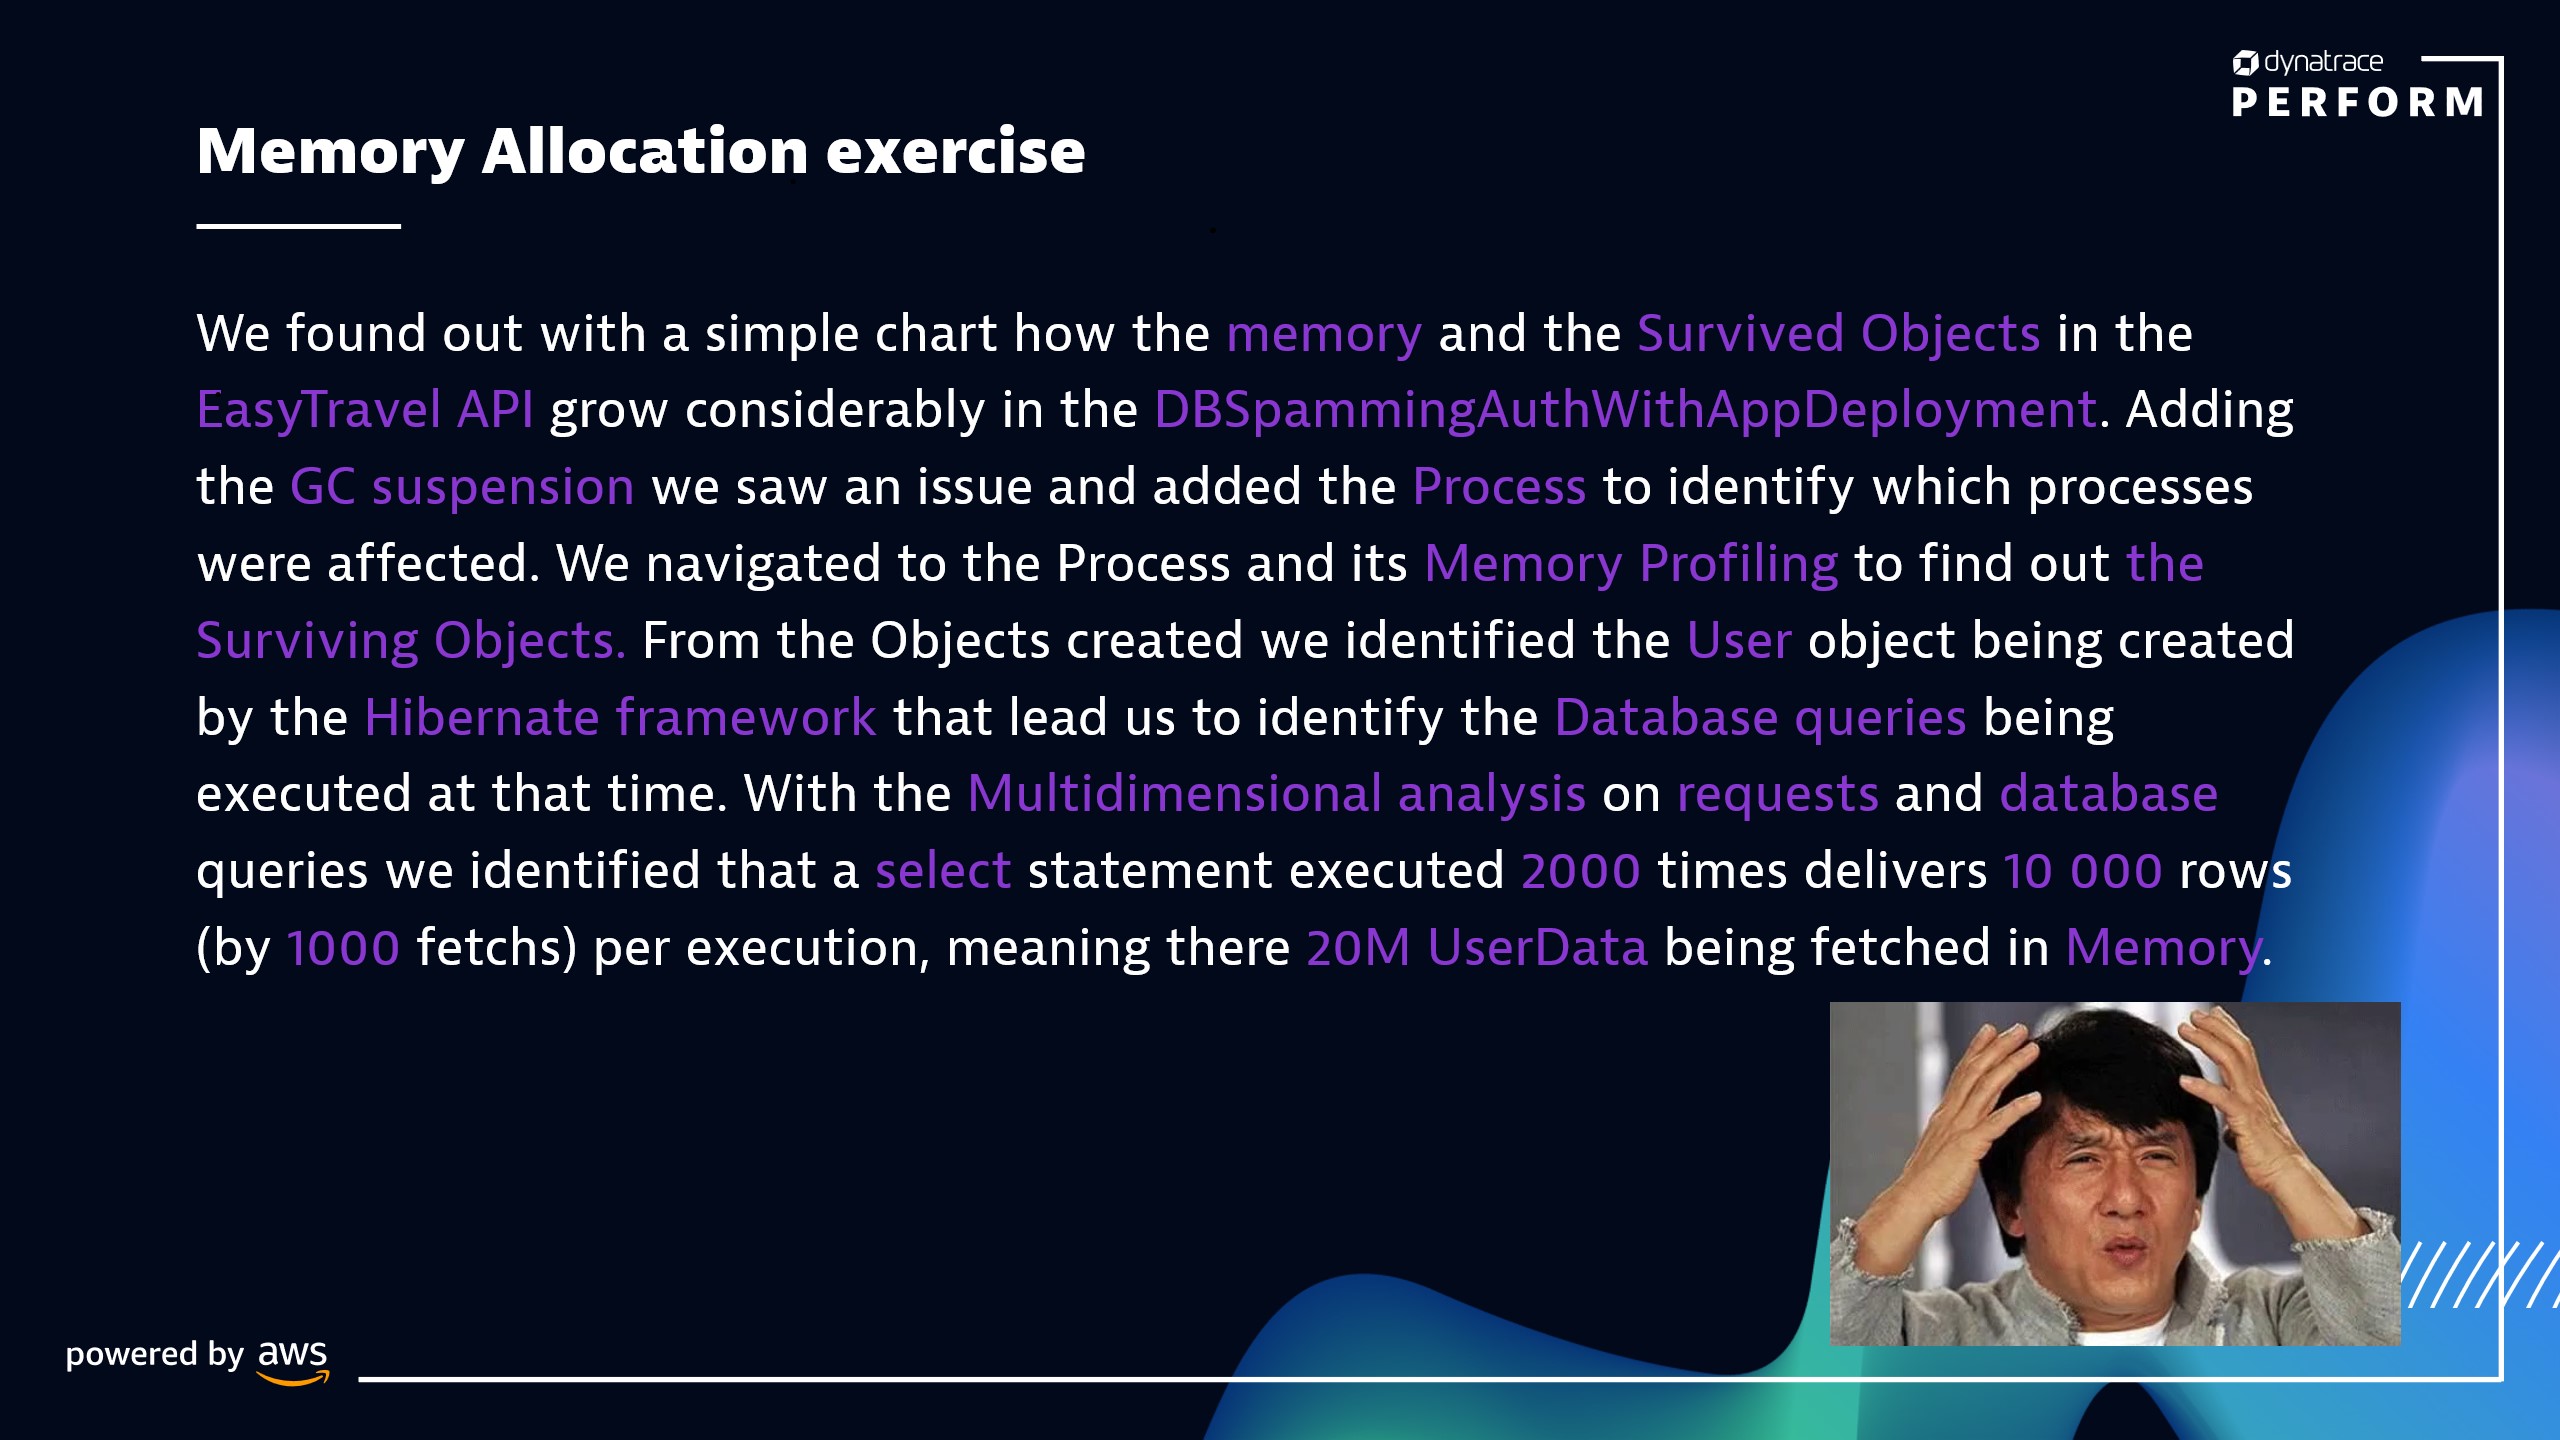 dynatrace
PERFORM
Memory Allocation exercise
We found out with a simple chart how the memory and the Survived Objects in the
EasyTravel API grow considerably in the DBSpammingAuthWithAppDeployment. Adding
the GC suspension we saw an issue and added the Process to identify which processes
were affected. We navigated to the Process and its Memory Profiling to find out the
Surviving Objects. From the Objects created we identified the User object being created
by the Hibernate framework that lead us to identify the Database queries being
executed at that time. With the Multidimensional analysis on requests and database
queries we identified that a select statement executed 2000 times delivers 10 000 rows
(by 1000 fetchs) per execution, meaning there 20M UserData being fetched in Memory.
powered by aws